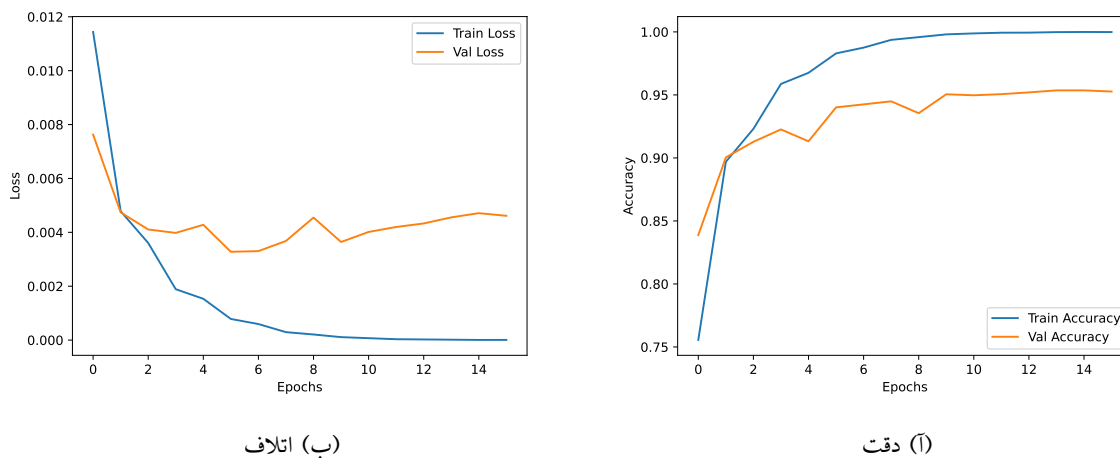 0.012
0.010
0.008
0.006
0.004
0.002
0.000
Loss
0 2 4 6 8 10 12 14
Epochs
Train Loss
Val Loss
(ب) اتلاف
1.00
0.95
0.90
0.85
0.80
0.75
Accuracy
0 2 4 6 8 10 12 14
Epochs
Train Accuracy
Val Accuracy
(آ) دقت